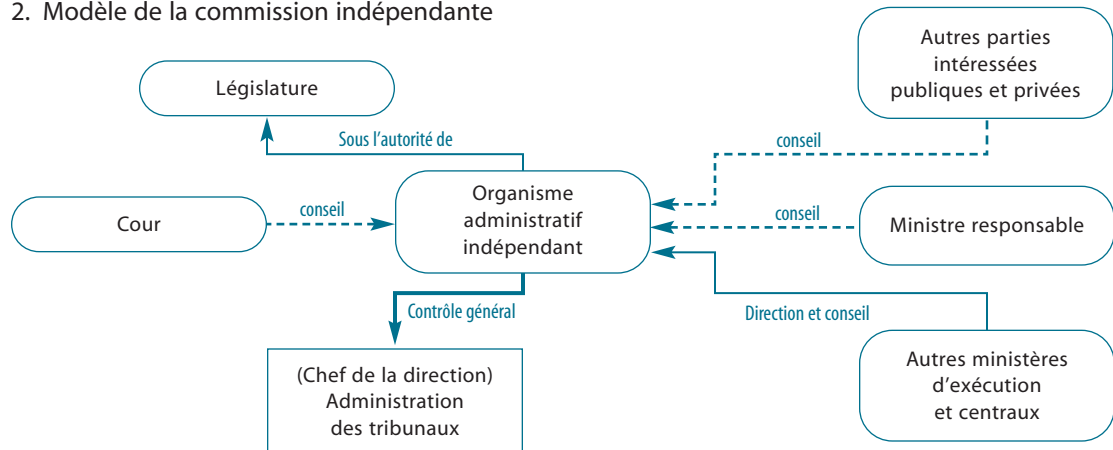 2. Modèle de la commission indépendante
Autres parties
intéressées
publiques et privées
Législature
Sous l'autorité de
conseil
Cour
conseil
Organisme
administratif
indépendant
conseil
Ministre responsable
Contrôle général
Direction et conseil
(Chef de la direction)
Administration
des tribunaux
Autres ministères
d'exécution
et centraux